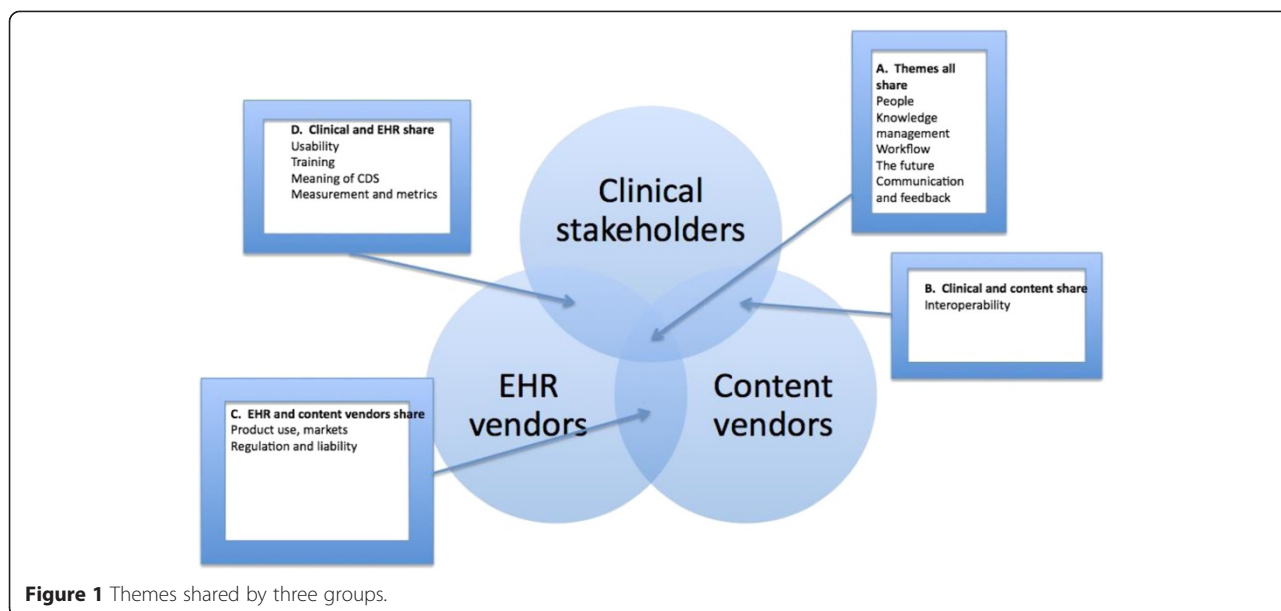 A. Themes all
share
People
Knowledge
management
Workflow
The future
Communication
and feedback
D. Clinical and EHR share
Usability
Training
Meaning of CDS
Measurement and metrics
Clinical
stakeholders
B. Clinical and content share
Interoperability
EHR
vendors
Content
vendors
C. EHR and content vendors share
Product use, markets
Regulation and liability
Figure 1 Themes shared by three groups.